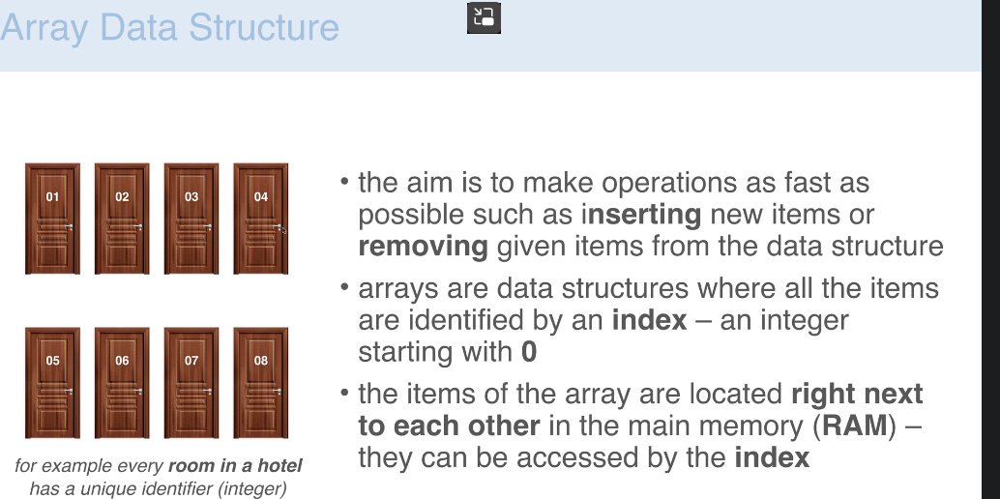 Array Data Structure
01 02 03 04
05 06 07 08
for example every room in a hotel
has a unique identifier (integer)
• the aim is to make operations as fast as
possible such as inserting new items or
removing given items from the data structure
• arrays are data structures where all the items
are identified by an index – an integer
starting with 0
• the items of the array are located right next
to each other in the main memory (RAM) –
they can be accessed by the index